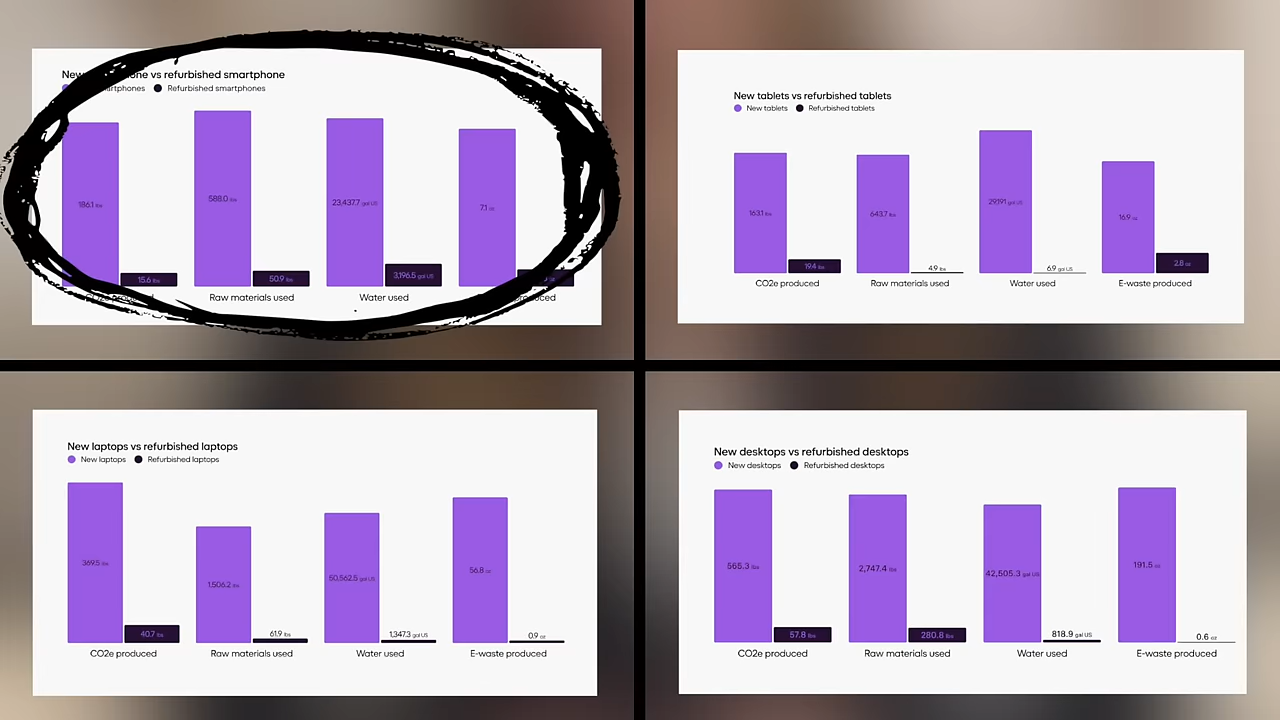 New vs refurbished smartphone
Refurbished smartphones
186.1 lbs
15.6 lbs
588.0 lbs
50.9 lbs
23,437.7 gal US
3,196.5 gal US
7.1 oz
Raw materials used
Water used
New tablets vs refurbished tablets
New tablets Refurbished tablets
163.1 lbs
19.4 lbs
643.7 lbs
4.9 lbs
gal US
6.9 gal US
16.9 oz
2.8 oz
CO2e produced Raw materials used Water used E-waste produced
New laptops vs refurbished laptops
New laptops Refurbished laptops
369.5 lbs
40.7 lbs
1,506.2 lbs
61.9 lbs
50,562.5 gal US
1,347.3 gal US
56.8 oz
0.9 oz
CO2e produced Raw materials used Water used E-waste produced
New desktops vs refurbished desktops
New desktops Refurbished desktops
565.3 lbs
57.8 lbs
2,747.4 lbs
280.8 lbs
42,505.3 gal US
818.9 gal US
191.5 oz
0.6 oz
CO2e produced Raw materials used Water used E-waste produced